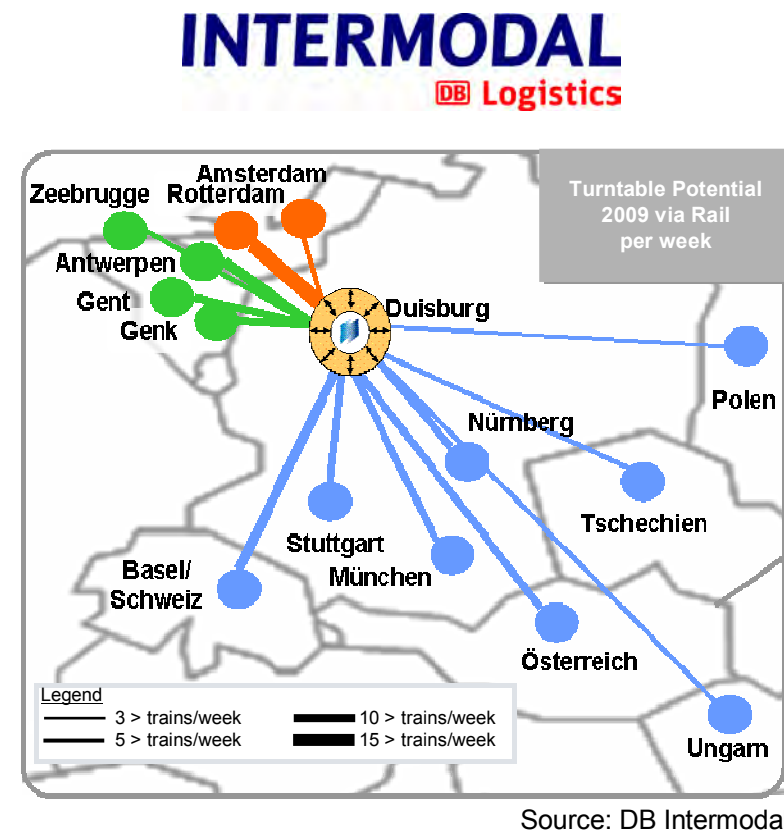 INTERMODAL
DB Logistics
Turntable Potential
2009 via Rail
per week
Amsterdam
Zeebrugge
Rotterdam
Antwerpen
Gent
Genk
Duisburg
Polen
Nürnberg
Tschechien
Stuttgart
München
Basel/
Schweiz
Österreich
Ungarn
Legend
3 > trains/week
10 > trains/week
5 > trains/week
15 > trains/week
Source: DB Intermoda